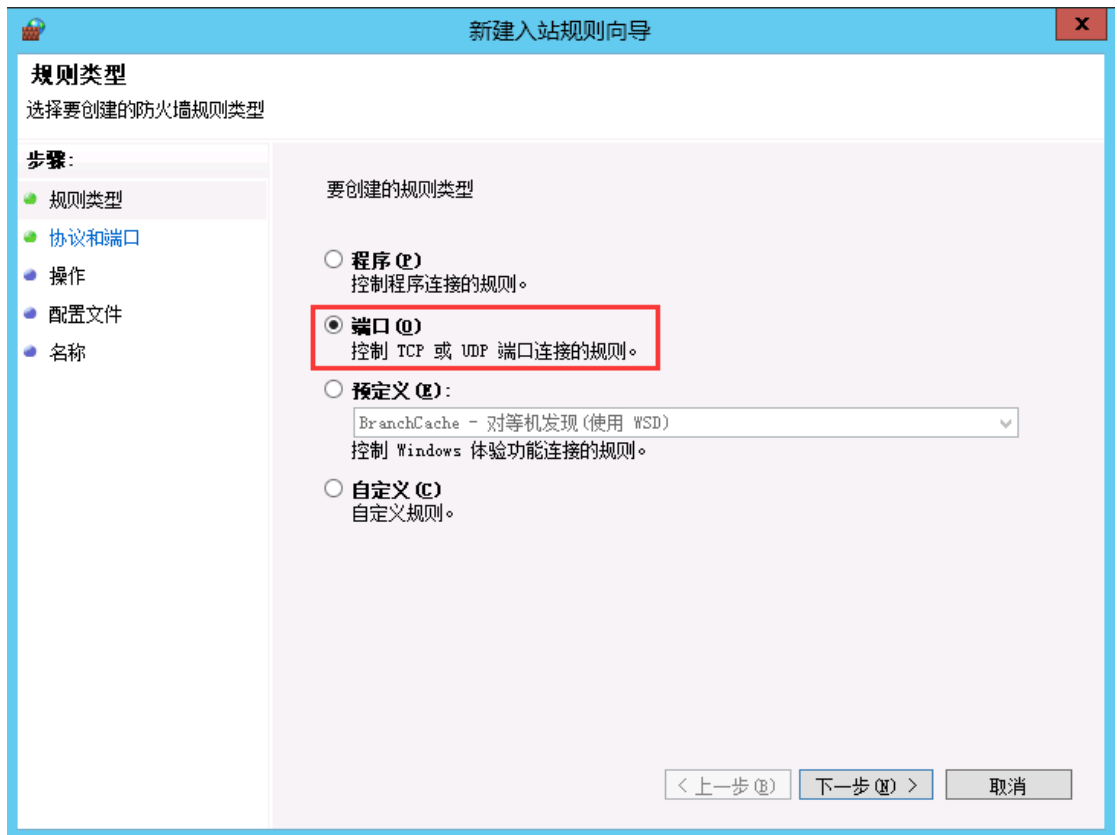 新建入站规则向导
x
规则类型
选择要创建的防火墙规则类型
步骤:
规则类型
协议和端口
操作
配置文件
名称
要创建的规则类型
程序(P)
控制程序连接的规则。
端口(O)
控制 TCP 或 UDP 端口连接的规则。
预定义(E):
BranchCache - 对等机发现(使用 WSD)
控制 Windows 体验功能连接的规则。
自定义(C)
自定义规则。
< 上一步(B)
下一步(N) >
取消